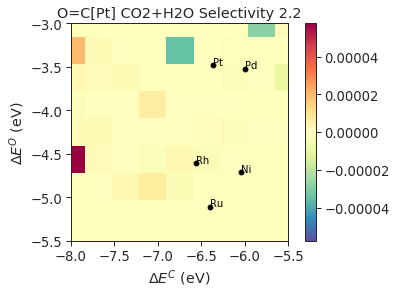 O=C[Pt] CO2+H2O Selectivity 2.2
ΔE^O (eV)
−3.0
−3.5
−4.0
−4.5
−5.0
−5.5
Pt
Pd
Rh
Ni
Ru
−8.0 −7.5 −7.0 −6.5 −6.0 −5.5
ΔE^C (eV)
0.00004
0.00002
0.00000
−0.00002
−0.00004